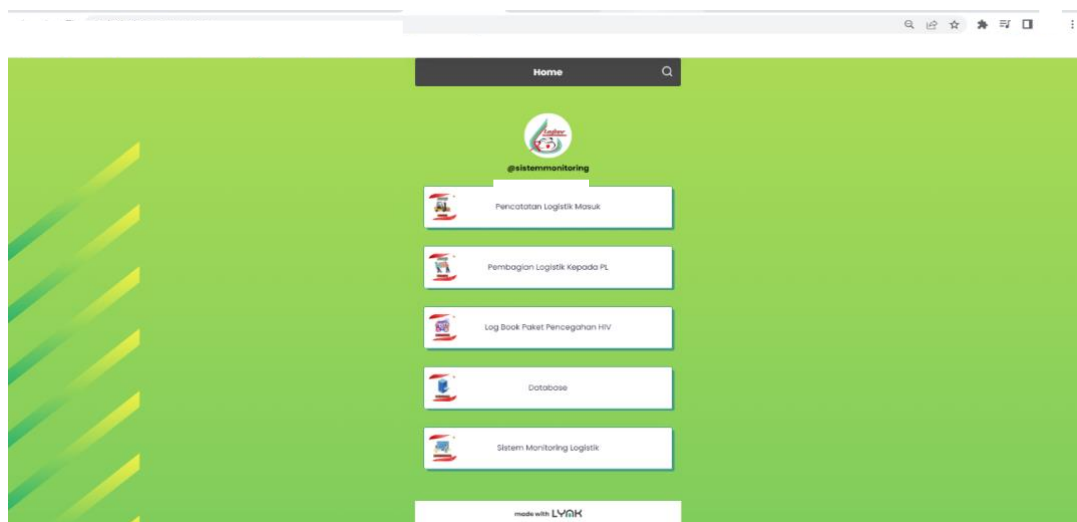 Home
@sistemmonitoring
Pencatatan Logistik Masuk
Pembagian Logistik Kepada PL
Log Book Paket Pencegahan HIV
Database
Sistem Monitoring Logistik
made with LYNK